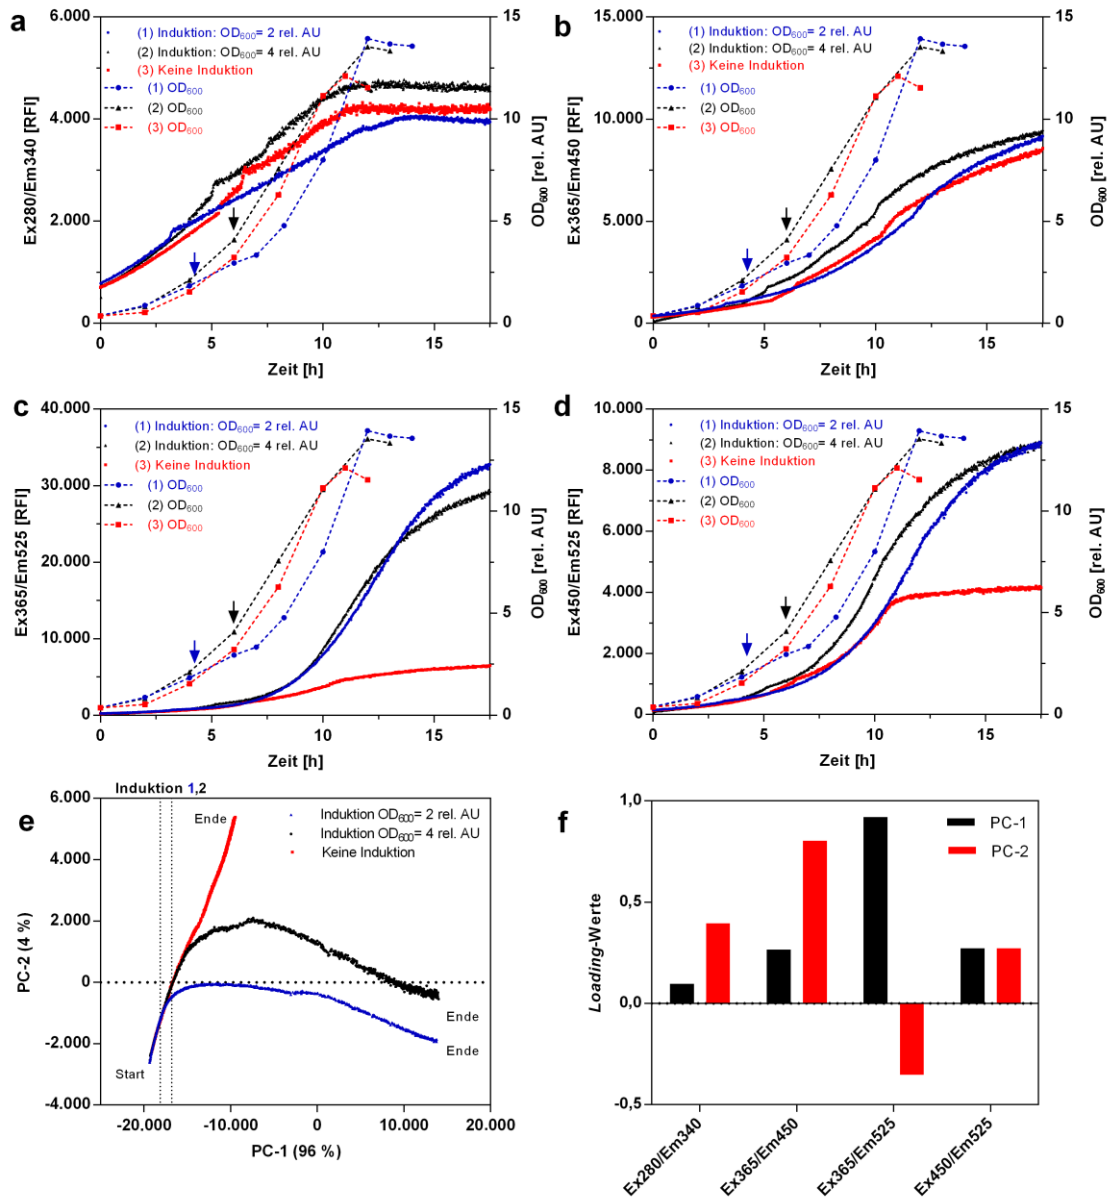 a
6.000
4.000
2.000
0
Ex280/Em340 [RFI]
(1) Induktion: OD600= 2 rel. AU
(2) Induktion: OD600= 4 rel. AU
(3) Keine Induktion
(1) OD600
(2) OD600
(3) OD600
15
10
5
0
OD600 [rel. AU]
0 5 10 15
Zeit [h]
b
15.000
10.000
5.000
0
Ex365/Em450 [RFI]
(1) Induktion: OD600= 2 rel. AU
(2) Induktion: OD600= 4 rel. AU
(3) Keine Induktion
(1) OD600
(2) OD600
(3) OD600
15
10
5
0
OD600 [rel. AU]
0 5 10 15
Zeit [h]
c
40.000
30.000
20.000
10.000
0
Ex365/Em525 [RFI]
(1) Induktion: OD600= 2 rel. AU
(2) Induktion: OD600= 4 rel. AU
(3) Keine Induktion
(1) OD600
(2) OD600
(3) OD600
15
10
5
0
OD600 [rel. AU]
0 5 10 15
Zeit [h]
d
10.000
8.000
6.000
4.000
2.000
0
Ex450/Em525 [RFI]
(1) Induktion: OD600= 2 rel. AU
(2) Induktion: OD600= 4 rel. AU
(3) Keine Induktion
(1) OD600
(2) OD600
(3) OD600
15
10
5
0
OD600 [rel. AU]
0 5 10 15
Zeit [h]
e
Induktion 1,2
6.000
4.000
2.000
0
-2.000
-4.000
PC-2 (4 %)
Ende
Induktion OD600= 2 rel. AU
Induktion OD600= 4 rel. AU
Keine Induktion
Ende
Ende
Start
-20.000 -10.000 0 10.000 20.000
PC-1 (96 %)
f
1,0
0,5
0,0
-0,5
Loading-Werte
PC-1
PC-2
Ex280/Em340
Ex365/Em450
Ex365/Em525
Ex450/Em525